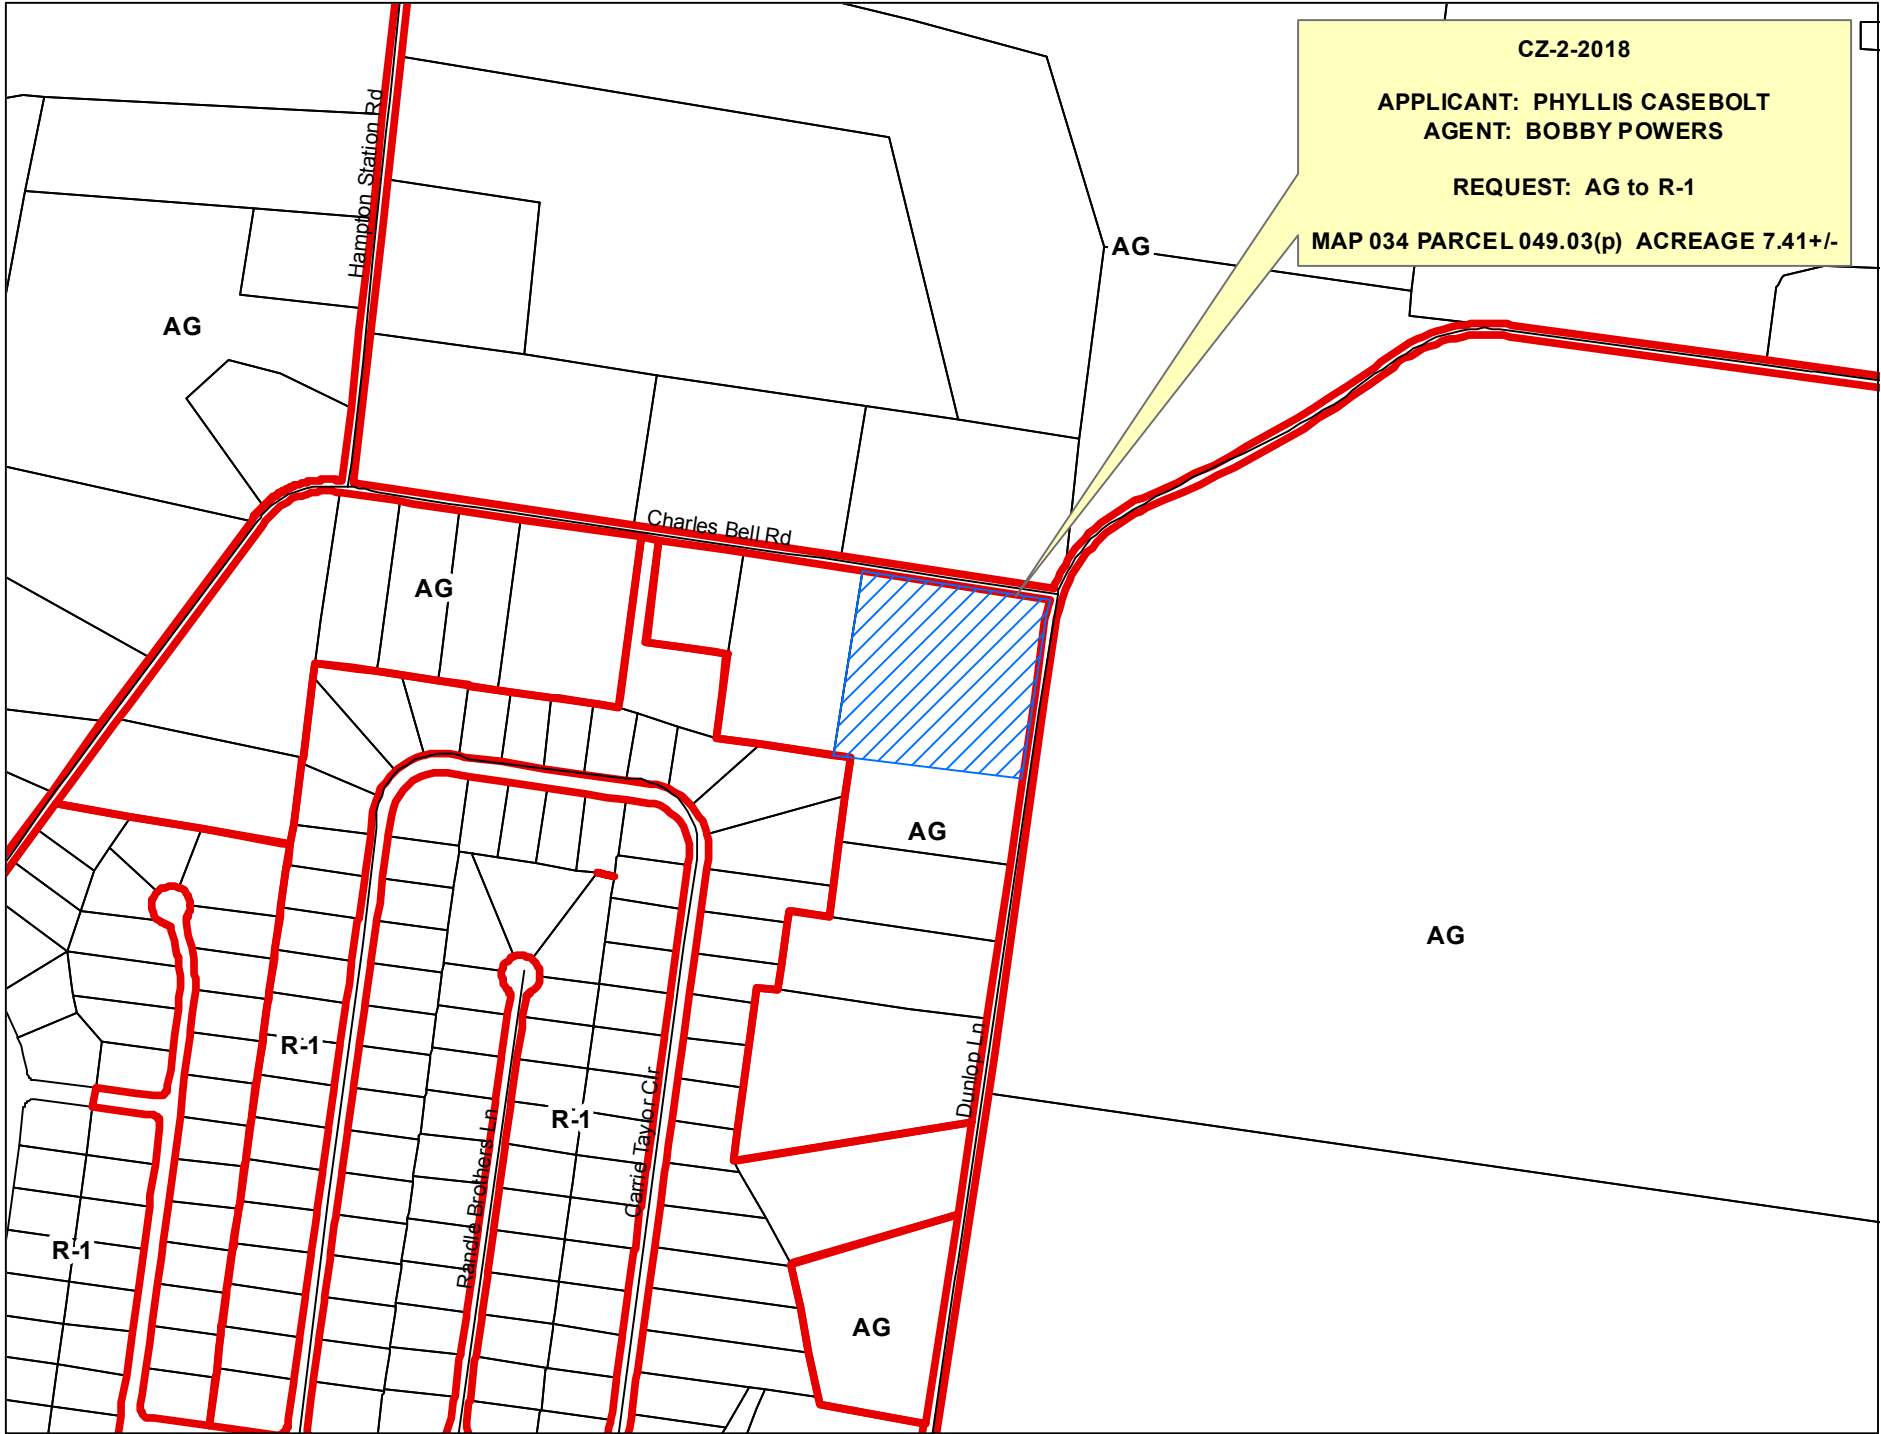 CZ-2-2018
APPLICANT: PHYLLIS CASEBOLT
AGENT: BOBBY POWERS
REQUEST: AG to R-1
MAP 034 PARCEL 049.03(p) ACREAGE 7.41+/-
Hampton Station Rd
AG
AG
Charles Bell Rd
AG
AG
AG
R-1
R-1
Dunlop Ln
Carrie Taylor Cir
Randle Brothers Ln
R-1
AG